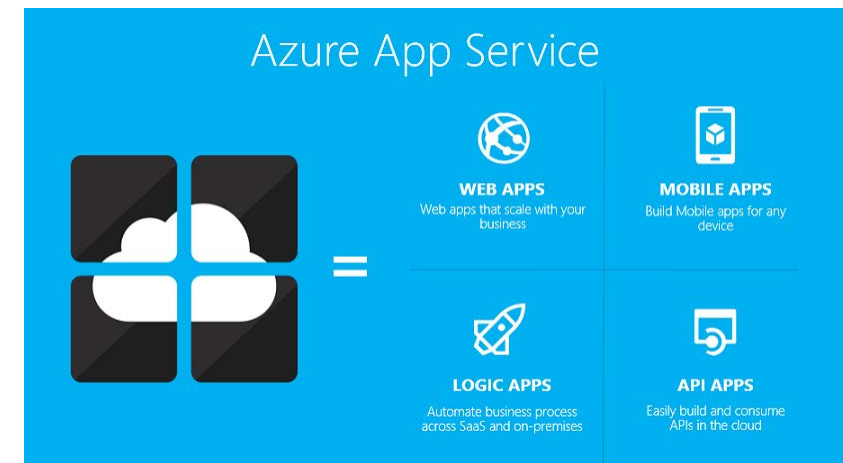 Azure App Service
WEB APPS
Web apps that scale with your
business
MOBILE APPS
Build Mobile apps for any
device
=
LOGIC APPS
Automate business process
across SaaS and on-premises
API APPS
Easily build and consume
APIs in the cloud